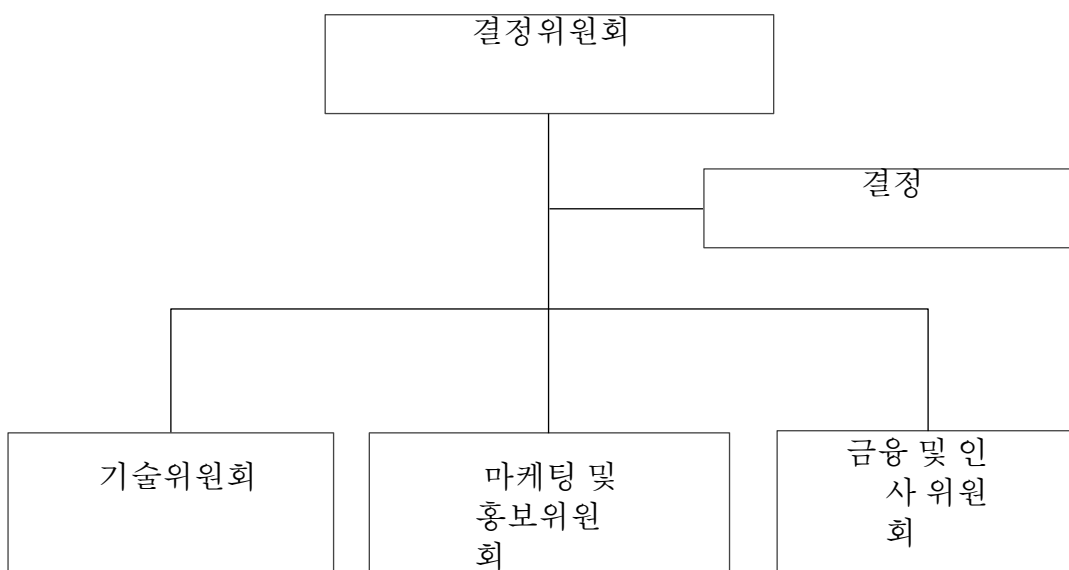 결정위원회
결정
기술위원회
마케팅 및
홍보위원
회
금융 및 인
사 위원
회